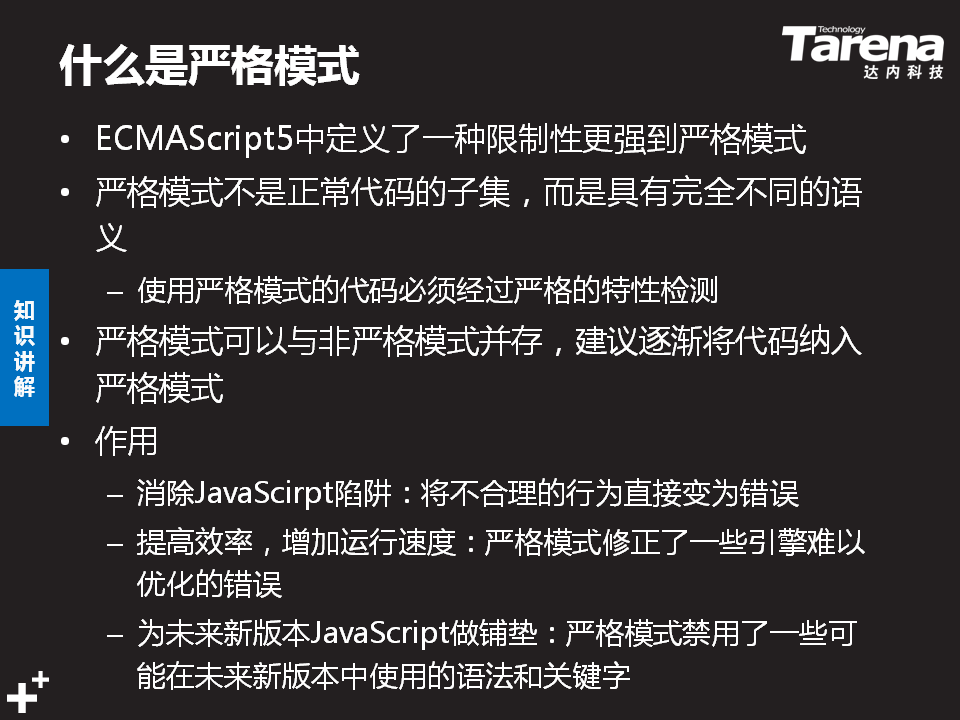 什么是严格模式
Technology
Tarena
达内科技
• ECMAScript5中定义了一种限制性更强到严格模式
• 严格模式不是正常代码的子集，而是具有完全不同的语
义
– 使用严格模式的代码必须经过严格的特性检测
知识讲解
• 严格模式可以与非严格模式并存，建议逐渐将代码纳入
严格模式
• 作用
– 消除JavaScirpt陷阱：将不合理的行为直接变为错误
– 提高效率，增加运行速度：严格模式修正了一些引擎难以
优化的错误
– 为未来新版本JavaScript做铺垫：严格模式禁用了一些可
能在未来新版本中使用的语法和关键字